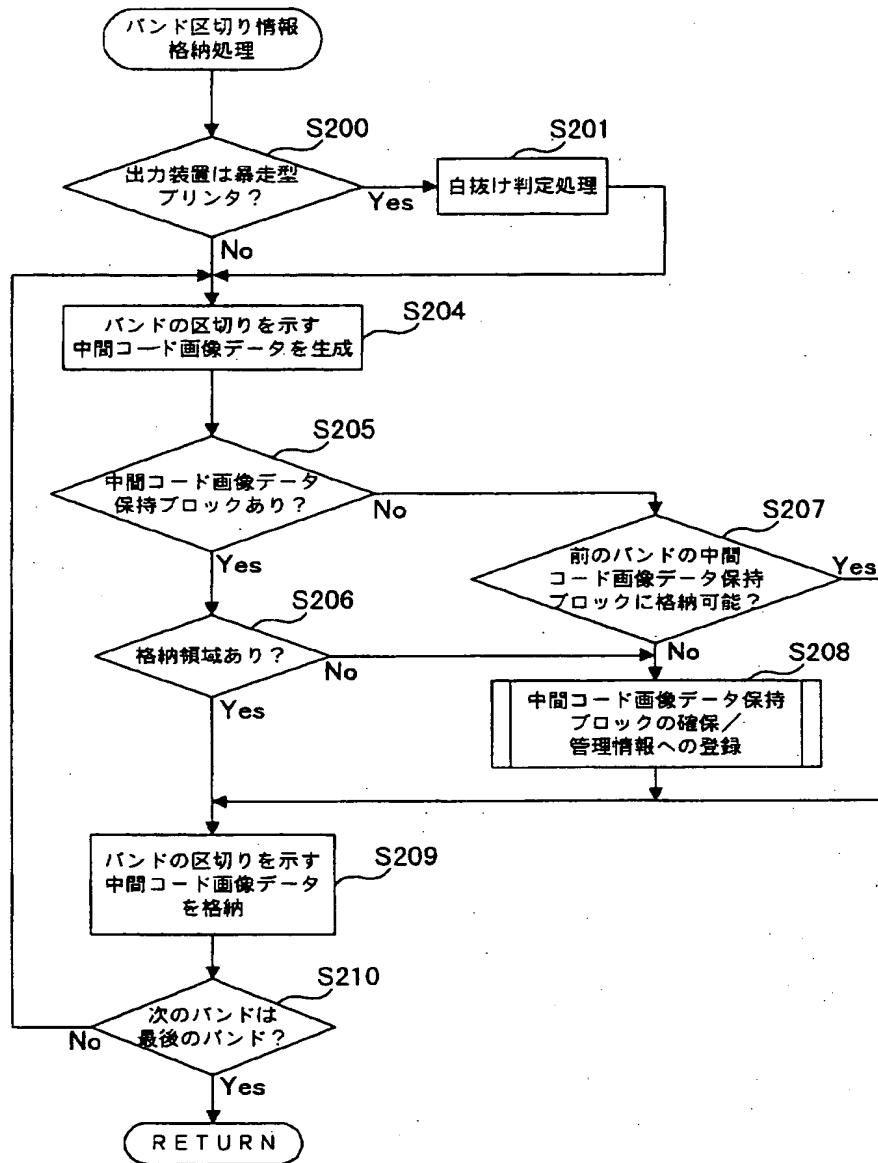 バンド区切り情報
格納処理
S200
出力装置は暴走型
プリンタ？
Yes
S201
白抜け判定処理
No
S204
バンドの区切りを示す
中間コード画像データを生成
S205
中間コード画像データ
保持ブロックあり？
No
Yes
S207
前のバンドの中間
コード画像データ保持
ブロックに格納可能？
Yes
No
S206
格納領域あり？
No
Yes
S208
中間コード画像データ保持
ブロックの確保／
管理情報への登録
S209
バンドの区切りを示す
中間コード画像データ
を格納
S210
次のバンドは
最後のバンド？
No
Yes
RETURN